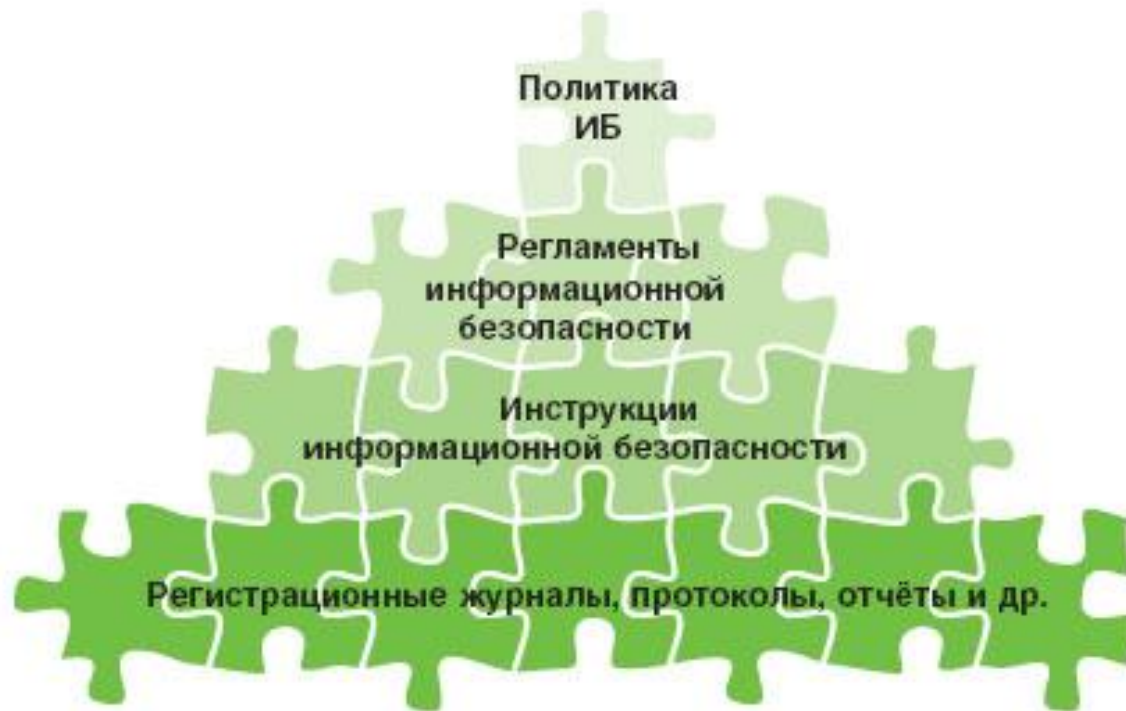 Политика
ИБ
Регламенты
информационной
безопасности
Инструкции
информационной безопасности
Регистрационные журналы, протоколы, отчёты и др.